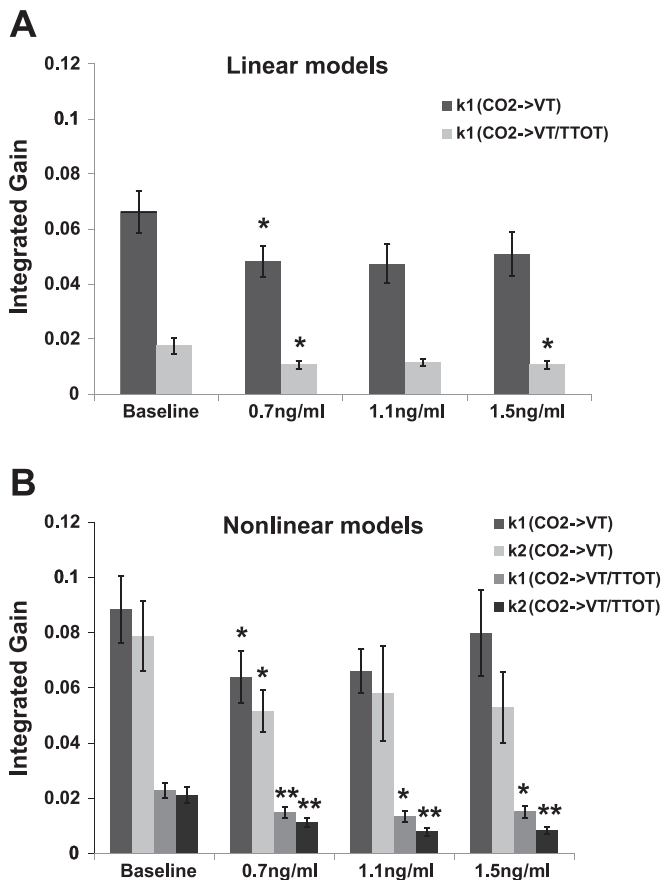 A
Linear models
Integrated Gain
0.12
0.1
0.08
0.06
0.04
0.02
0
k1(CO2->VT)
k1(CO2->VT/TTOT)
*
*
*
Baseline
0.7ng/ml
1.1ng/ml
1.5ng/ml
B
Nonlinear models
Integrated Gain
0.12
0.1
0.08
0.06
0.04
0.02
0
k1(CO2->VT)
k2(CO2->VT)
k1(CO2->VT/TTOT)
k2(CO2->VT/TTOT)
*
*
**
**
*
**
*
**
Baseline
0.7ng/ml
1.1ng/ml
1.5ng/ml